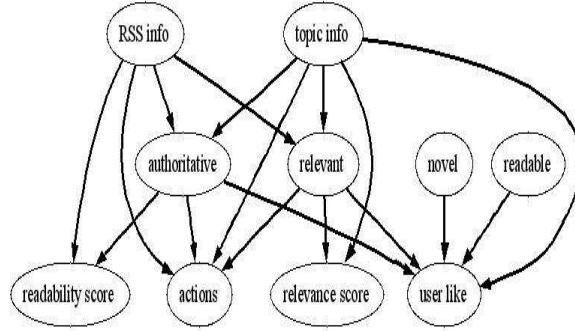 RSS info
topic info
authoritative
relevant
novel
readable
readability score
actions
relevance score
user like